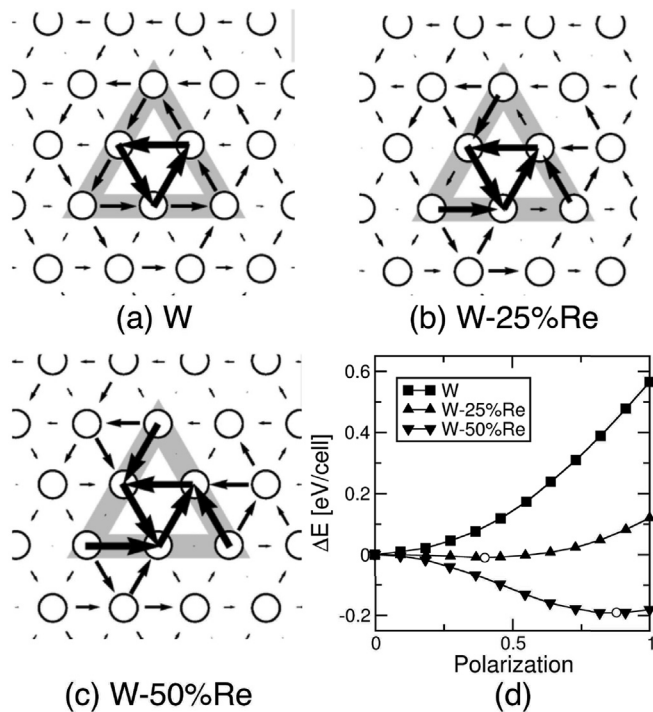 (a) W
(b) W-25%Re
(c) W-50%Re
ΔE [eV/cell]
0.6
0.4
0.2
0
-0.2
W
W-25%Re
W-50%Re
0
0.5
1
Polarization
(d)